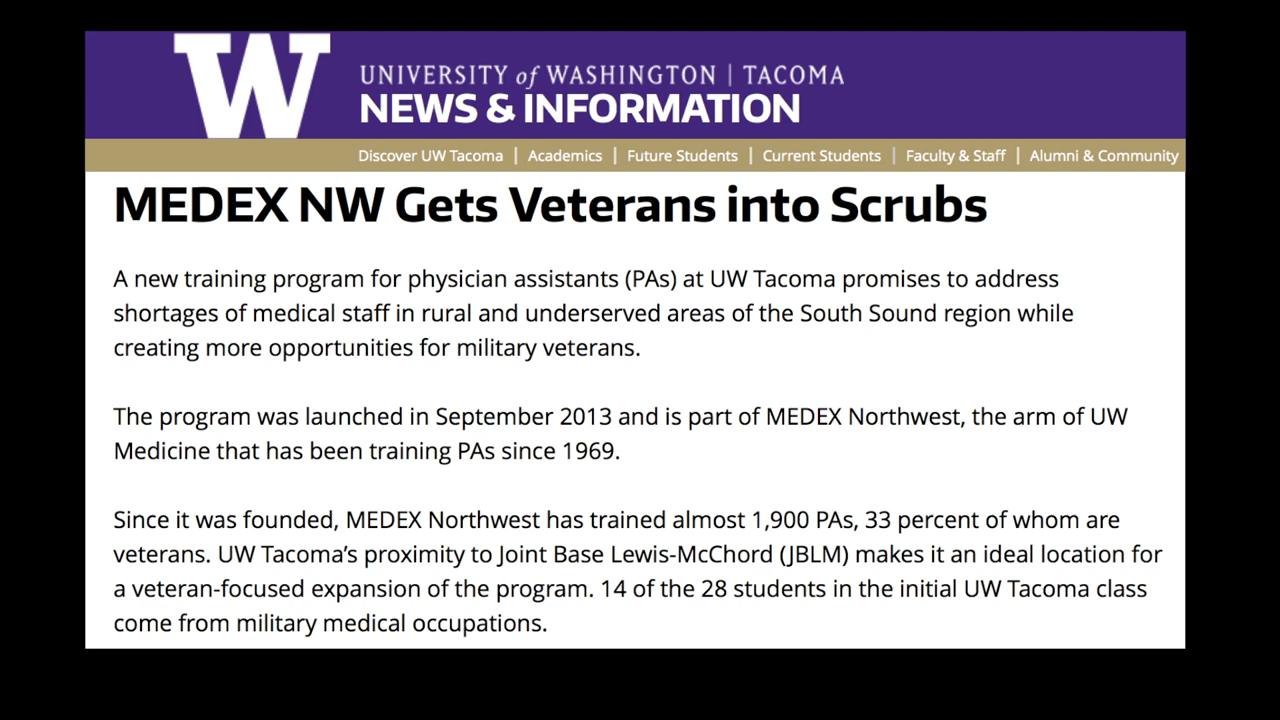 W
UNIVERSITY of WASHINGTON | TACOMA
NEWS & INFORMATION
Discover UW Tacoma | Academics | Future Students | Current Students | Faculty & Staff | Alumni & Community
MEDEX NW Gets Veterans into Scrubs
A new training program for physician assistants (PAs) at UW Tacoma promises to address
shortages of medical staff in rural and underserved areas of the South Sound region while
creating more opportunities for military veterans.
The program was launched in September 2013 and is part of MEDEX Northwest, the arm of UW
Medicine that has been training PAs since 1969.
Since it was founded, MEDEX Northwest has trained almost 1,900 PAs, 33 percent of whom are
veterans. UW Tacoma’s proximity to Joint Base Lewis-McChord (JBLM) makes it an ideal location for
a veteran-focused expansion of the program. 14 of the 28 students in the initial UW Tacoma class
come from military medical occupations.